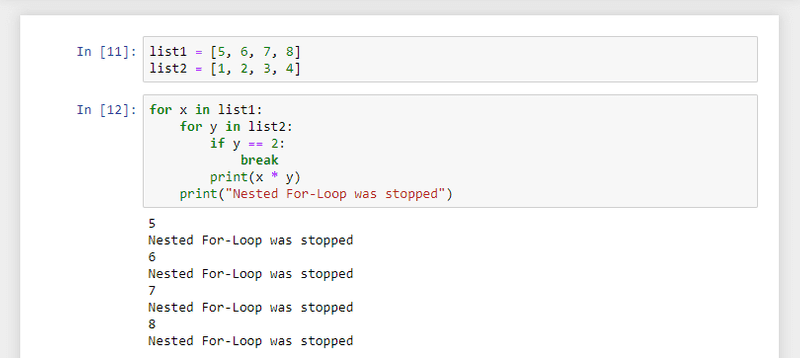 In [11]: list1 = [5, 6, 7, 8]
list2 = [1, 2, 3, 4]
In [12]: for x in list1:
    for y in list2:
        if y == 2:
            break
        print(x * y)
    print("Nested For-Loop was stopped")
5
Nested For-Loop was stopped
6
Nested For-Loop was stopped
7
Nested For-Loop was stopped
8
Nested For-Loop was stopped